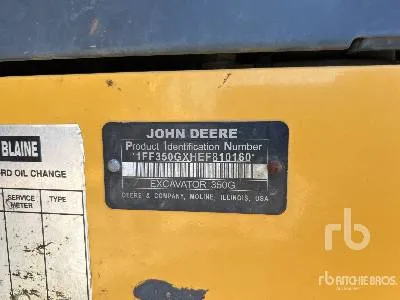 JOHN DEERE
Product Identification Number
*1FF350GXHEF810160*
EXCAVATOR 350G
DEERE & COMPANY, MOLINE, ILLINOIS, USA
BLAINE
RD OIL CHANGE
SERVICE METER
TYPE
rb
ritchie bros.